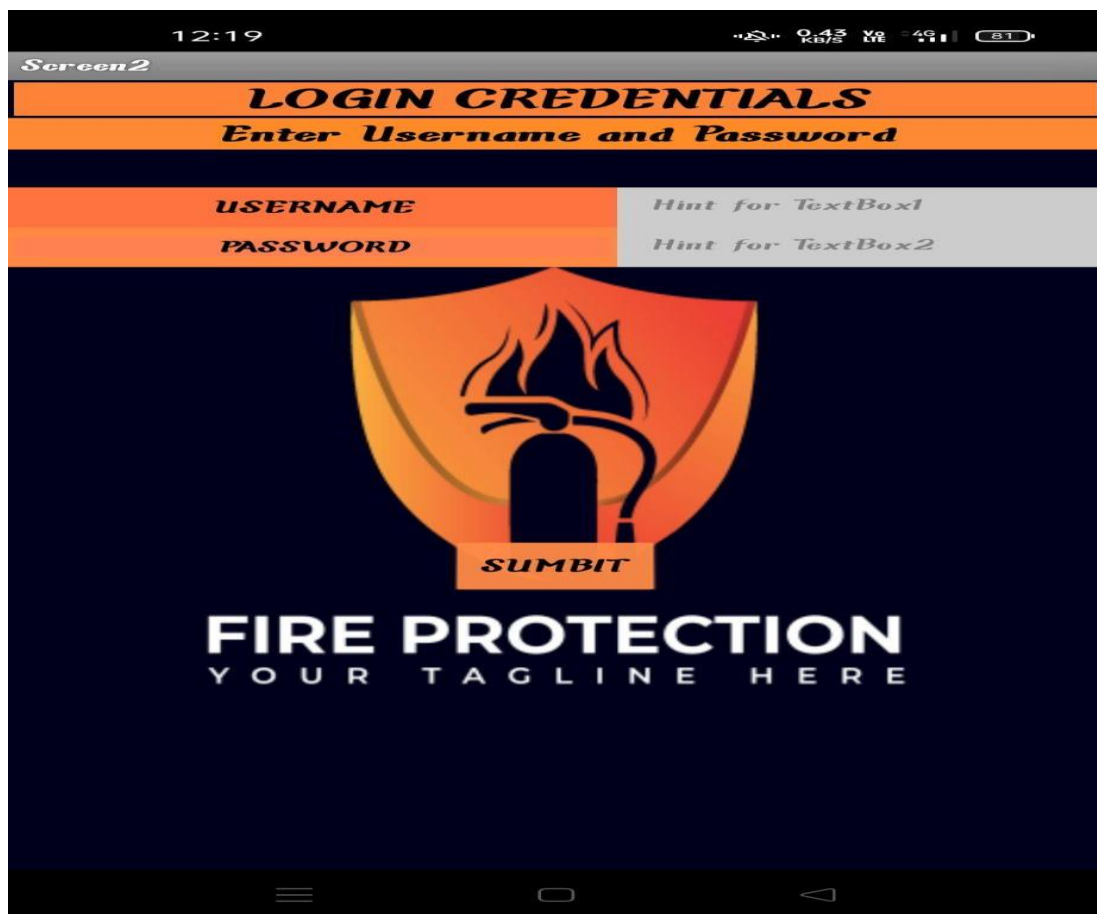 12:19 0.43 KB/S Vo LTE 4G 81
Screen2
LOGIN CREDENTIALS
Enter Username and Password
USERNAME Hint for TextBox1
PASSWORD Hint for TextBox2
SUMBIT
FIRE PROTECTION
YOUR TAGLINE HERE